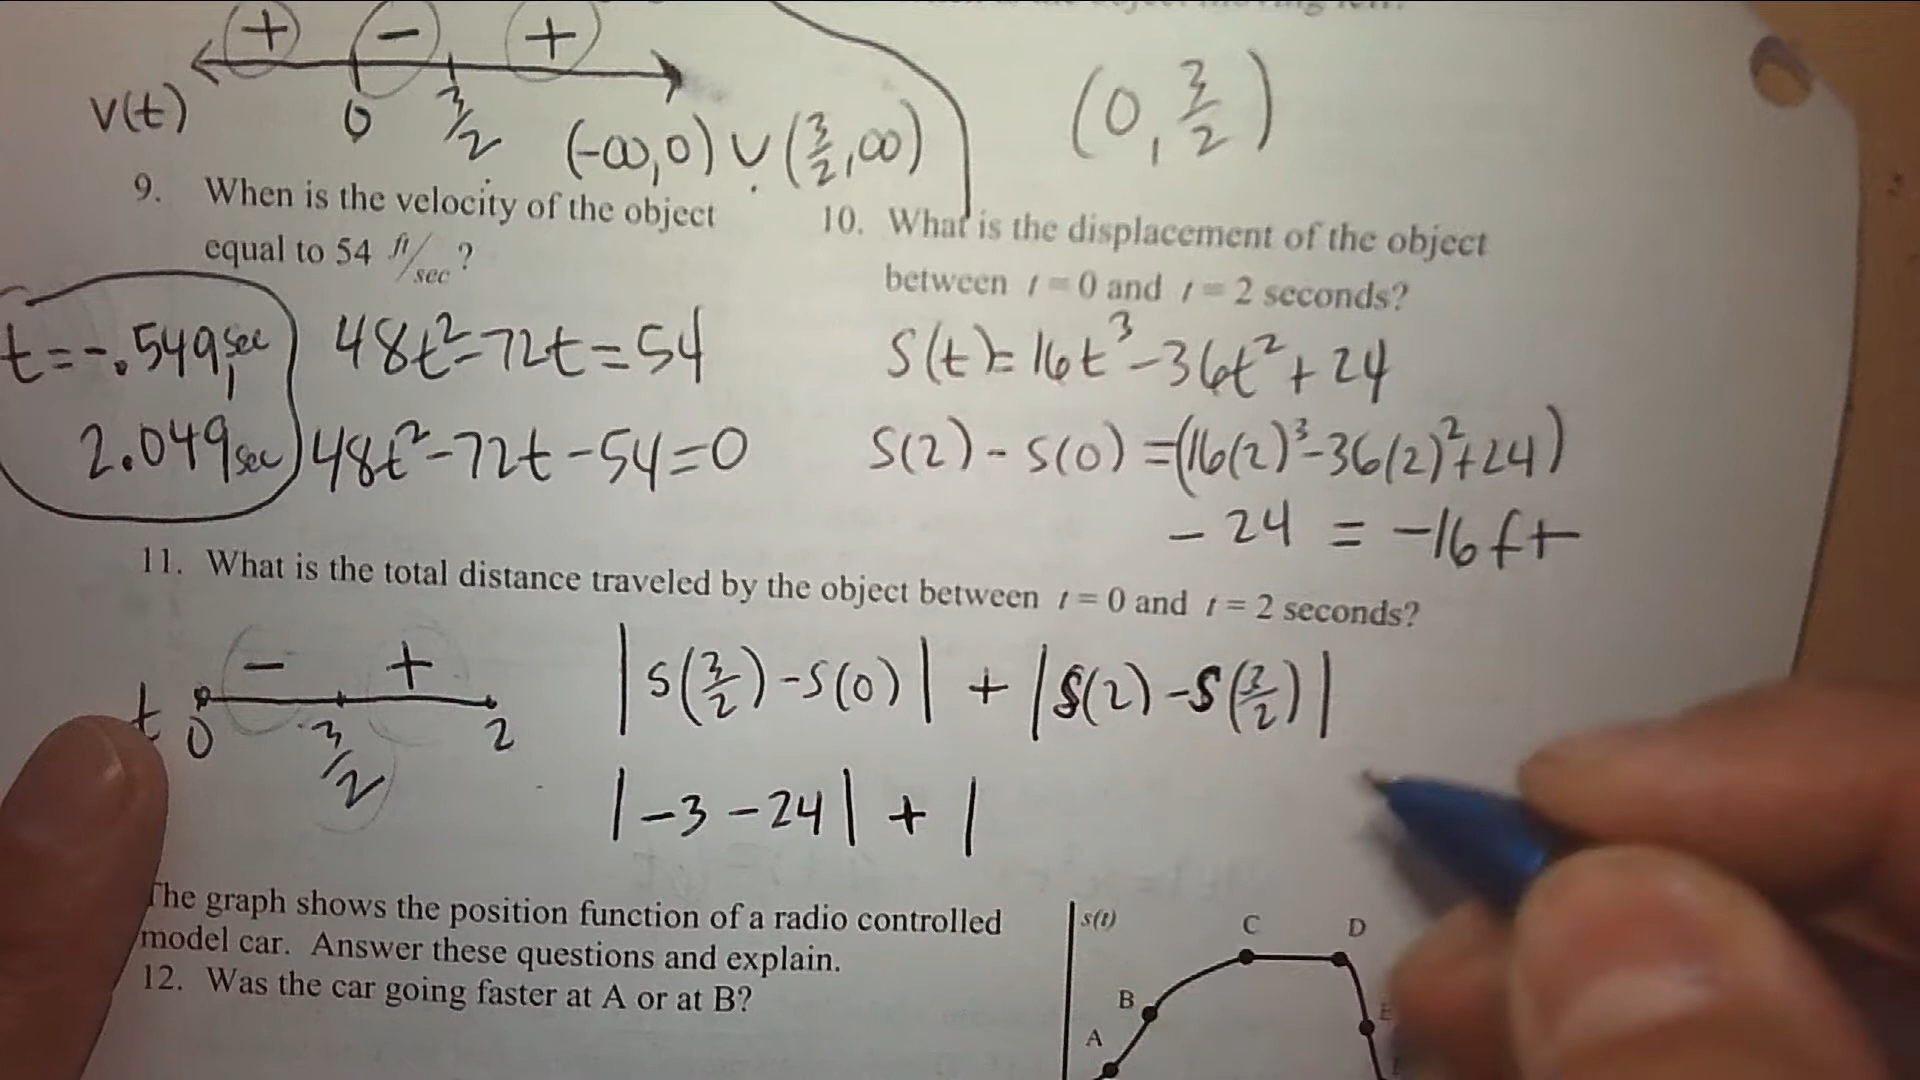 + - +
v(t) 0 3/2 (-∞,0) ∪ (3/2,∞)
(0, 3/2)
9. When is the velocity of the object
equal to 54 ft/sec ?
t = -.549 sec,
2.049 sec
48t²-72t=54
48t²-72t-54=0
10. What is the displacement of the object
between t = 0 and t = 2 seconds?
S(t)=16t³-36t²+24
S(2)-S(0)=(16(2)³-36(2)²+24)
-24 = -16ft
11. What is the total distance traveled by the object between t = 0 and t = 2 seconds?
- +
t 0 3/2 2
|S(3/2)-S(0)| + |S(2)-S(3/2)|
|-3-24| + |
The graph shows the position function of a radio controlled
model car. Answer these questions and explain.
12. Was the car going faster at A or at B?
s(t)
C D
B E
A